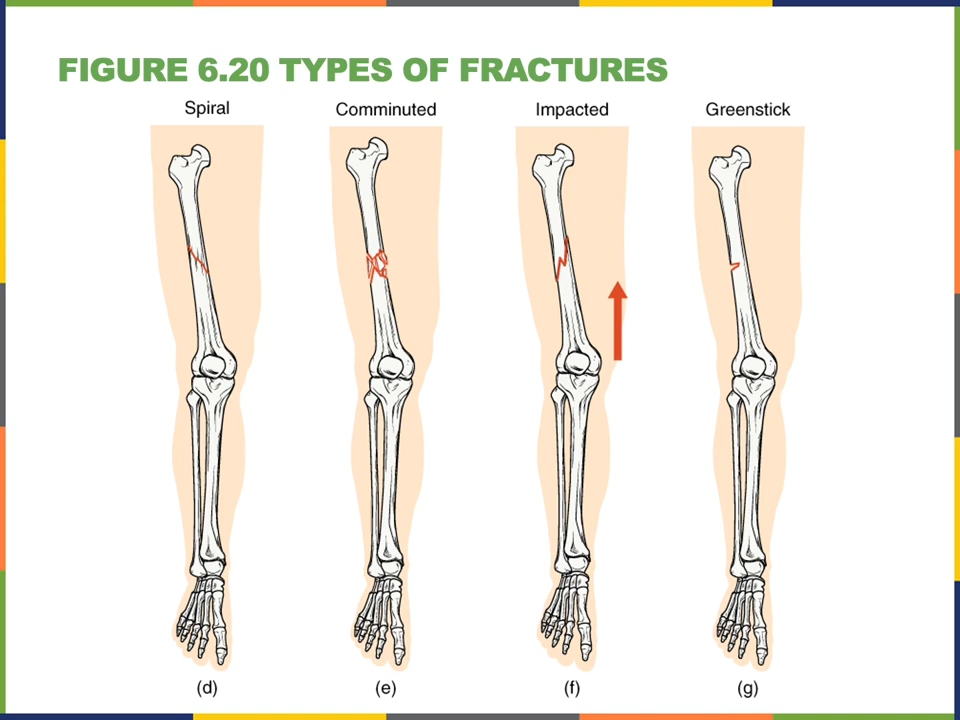 FIGURE 6.20 TYPES OF FRACTURES
Spiral Comminuted Impacted Greenstick
(d) (e) (f) (g)